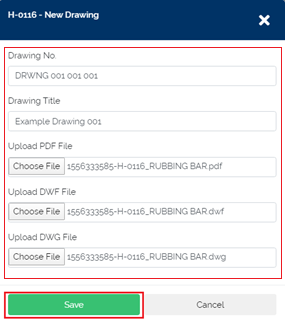 H-0116 - New Drawing
Drawing No.
DRWNG 001 001 001
Drawing Title
Example Drawing 001
Upload PDF File
Choose File 1556333585-H-0116_RUBBING BAR.pdf
Upload DWF File
Choose File 1556333585-H-0116_RUBBING BAR.dwf
Upload DWG File
Choose File 1556333585-H-0116_RUBBING BAR.dwg
Save Cancel